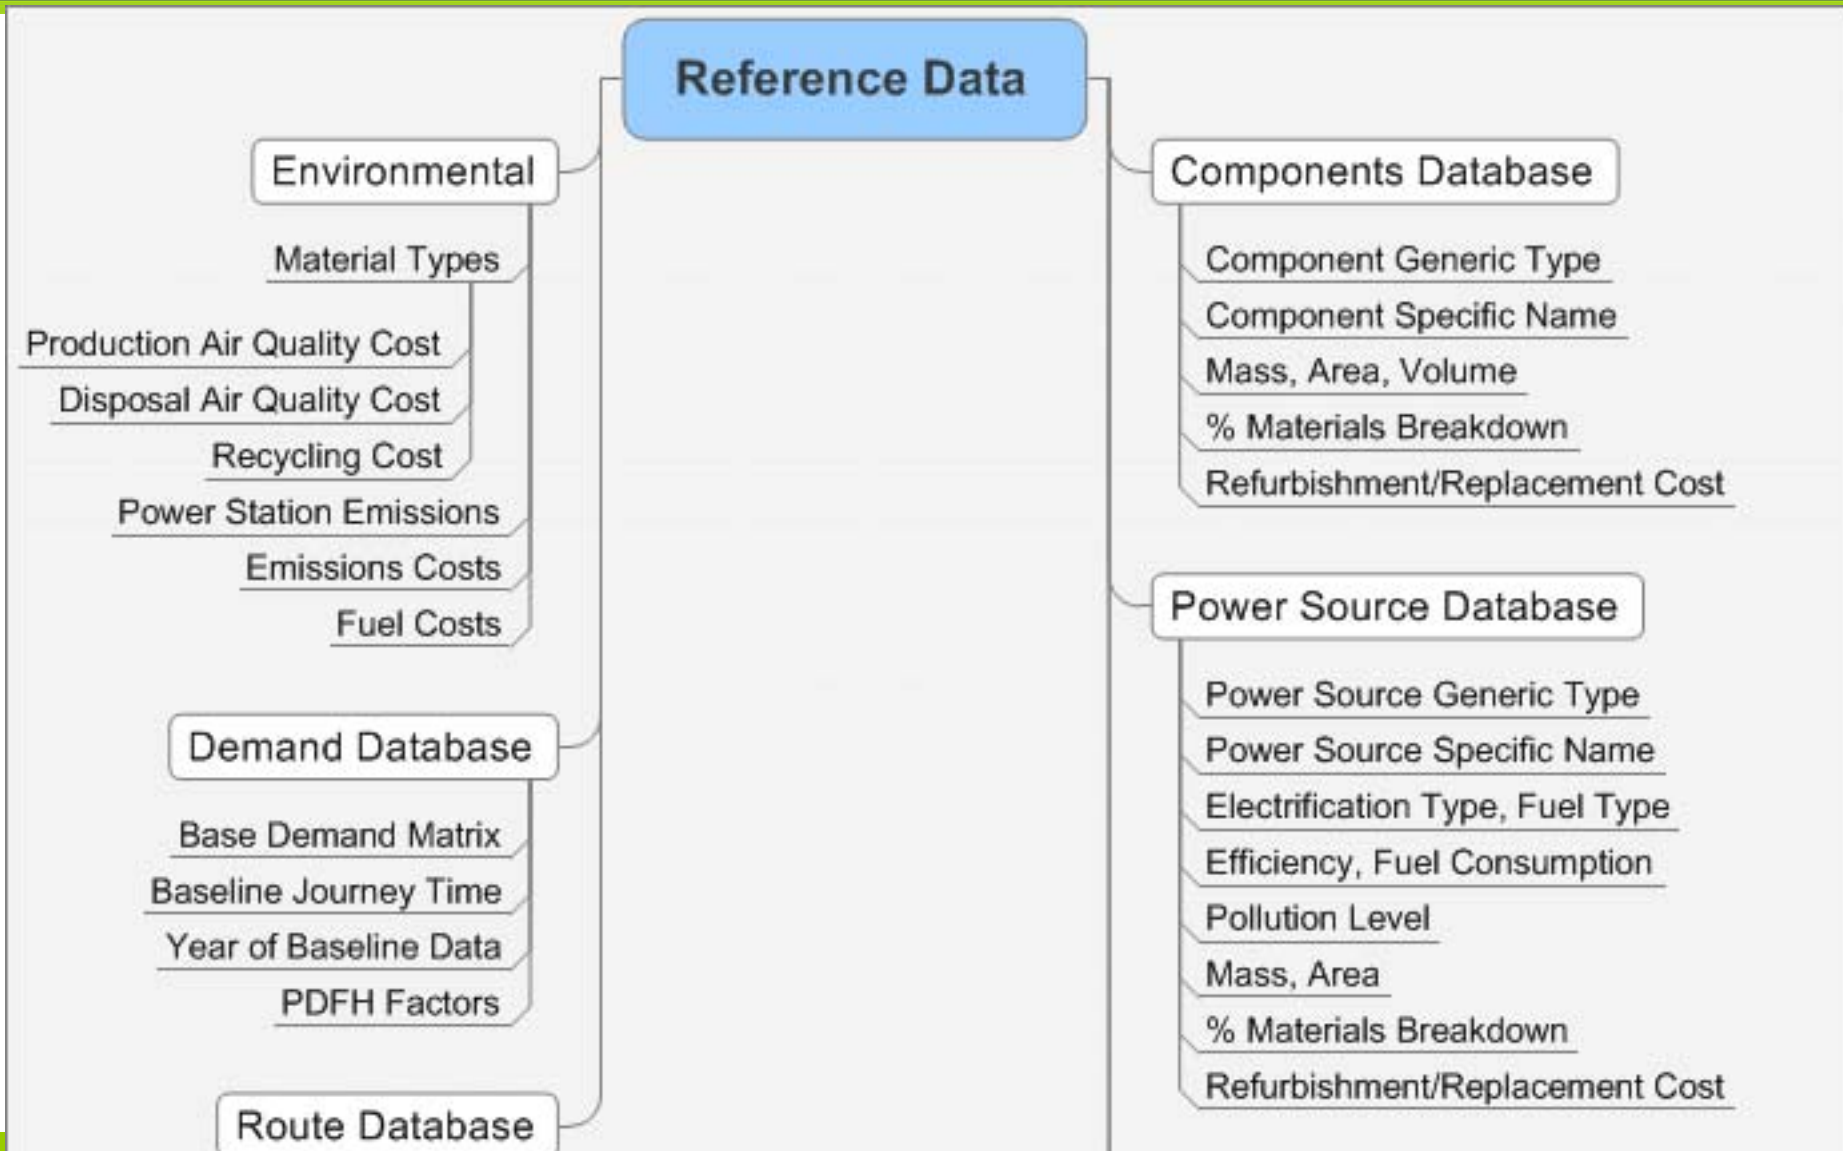 Reference Data
Environmental
Material Types
Production Air Quality Cost
Disposal Air Quality Cost
Recycling Cost
Power Station Emissions
Emissions Costs
Fuel Costs
Demand Database
Base Demand Matrix
Baseline Journey Time
Year of Baseline Data
PDFH Factors
Route Database
Components Database
Component Generic Type
Component Specific Name
Mass, Area, Volume
% Materials Breakdown
Refurbishment/Replacement Cost
Power Source Database
Power Source Generic Type
Power Source Specific Name
Electrification Type, Fuel Type
Efficiency, Fuel Consumption
Pollution Level
Mass, Area
% Materials Breakdown
Refurbishment/Replacement Cost